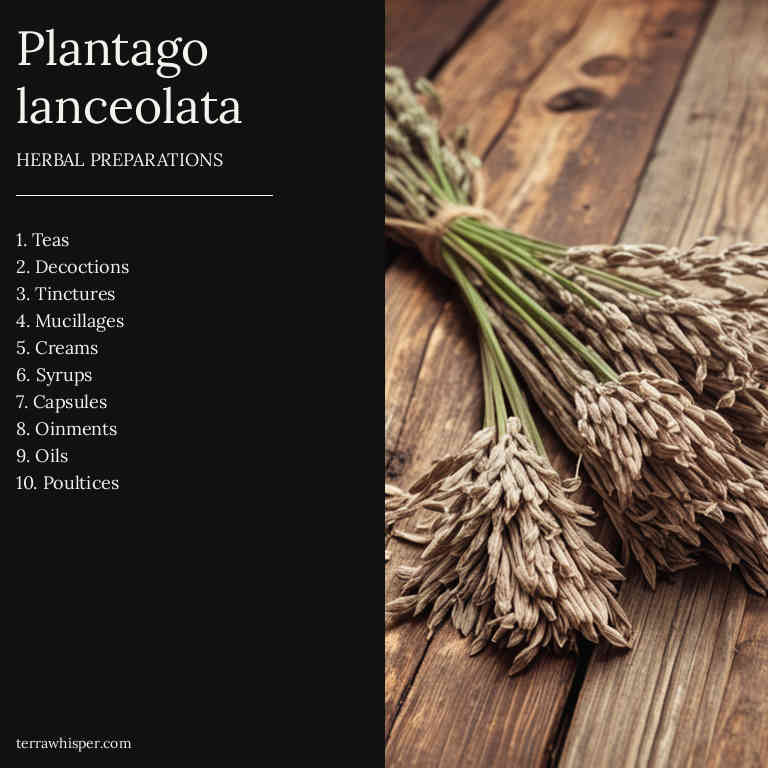 Plantago
lanceolata
HERBAL PREPARATIONS
1. Teas
2. Decoctions
3. Tinctures
4. Mucillages
5. Creams
6. Syrups
7. Capsules
8. Oinments
9. Oils
10. Poultices
terrawhisper.com